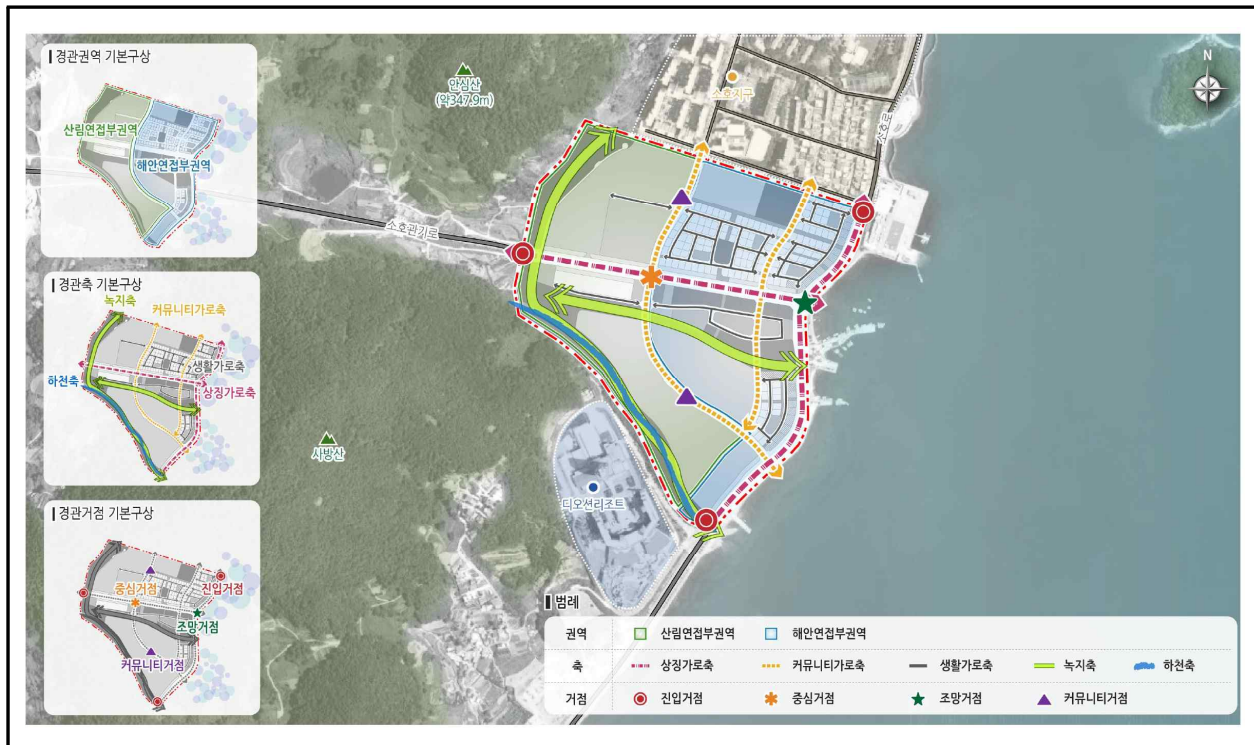 경관권역 기본구상
산림연접부권역
해안연접부권역
경관축 기본구상
녹지축
커뮤니티가로축
생활가로축
하천축
상징가로축
경관거점 기본구상
중심거점
진입거점
조망거점
커뮤니티거점
안심산
(약347.9m)
소호지구
소호로
N
소호관기로
사방산
디오션리조트
범례
권역 산림연접부권역 해안연접부권역
축 상징가로축 커뮤니티가로축 생활가로축 녹지축 하천축
거점 진입거점 중심거점 조망거점 커뮤니티거점